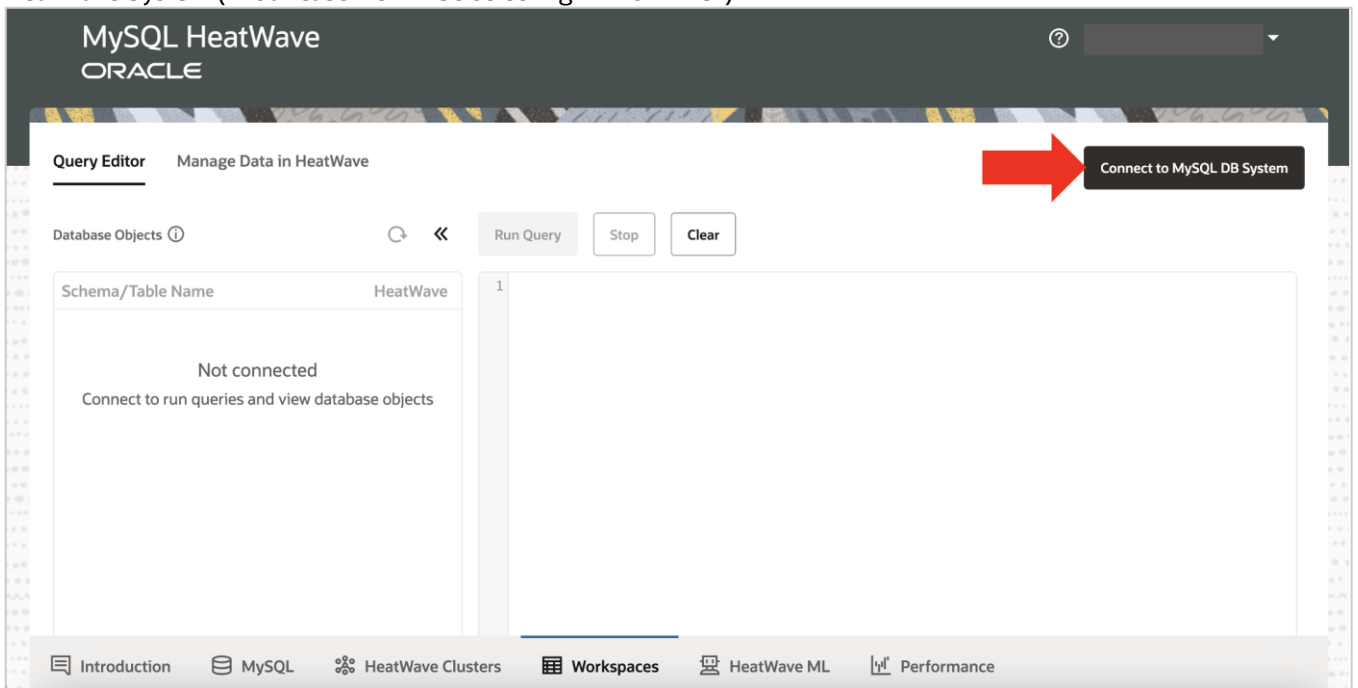 MySQL HeatWave
ORACLE
Query Editor Manage Data in HeatWave
Connect to MySQL DB System
Database Objects
Run Query Stop Clear
Schema/Table Name HeatWave
1
Not connected
Connect to run queries and view database objects
Introduction MySQL HeatWave Clusters Workspaces HeatWave ML Performance